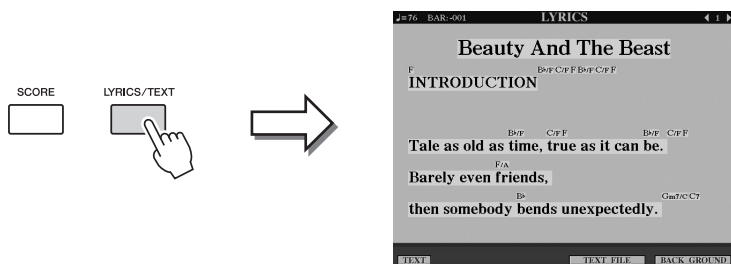 SCORE LYRICS/TEXT
♩=76 BAR:-001 LYRICS 1
Beauty And The Beast
F B♭/F C/F F B♭/F C/F F
INTRODUCTION
B♭/F C/F F B♭/F C/F F
Tale as old as time, true as it can be.
F/A
Barely even friends,
B♭ Gm7/C C7
then somebody bends unexpectedly.
TEXT TEXT FILE BACK GROUND